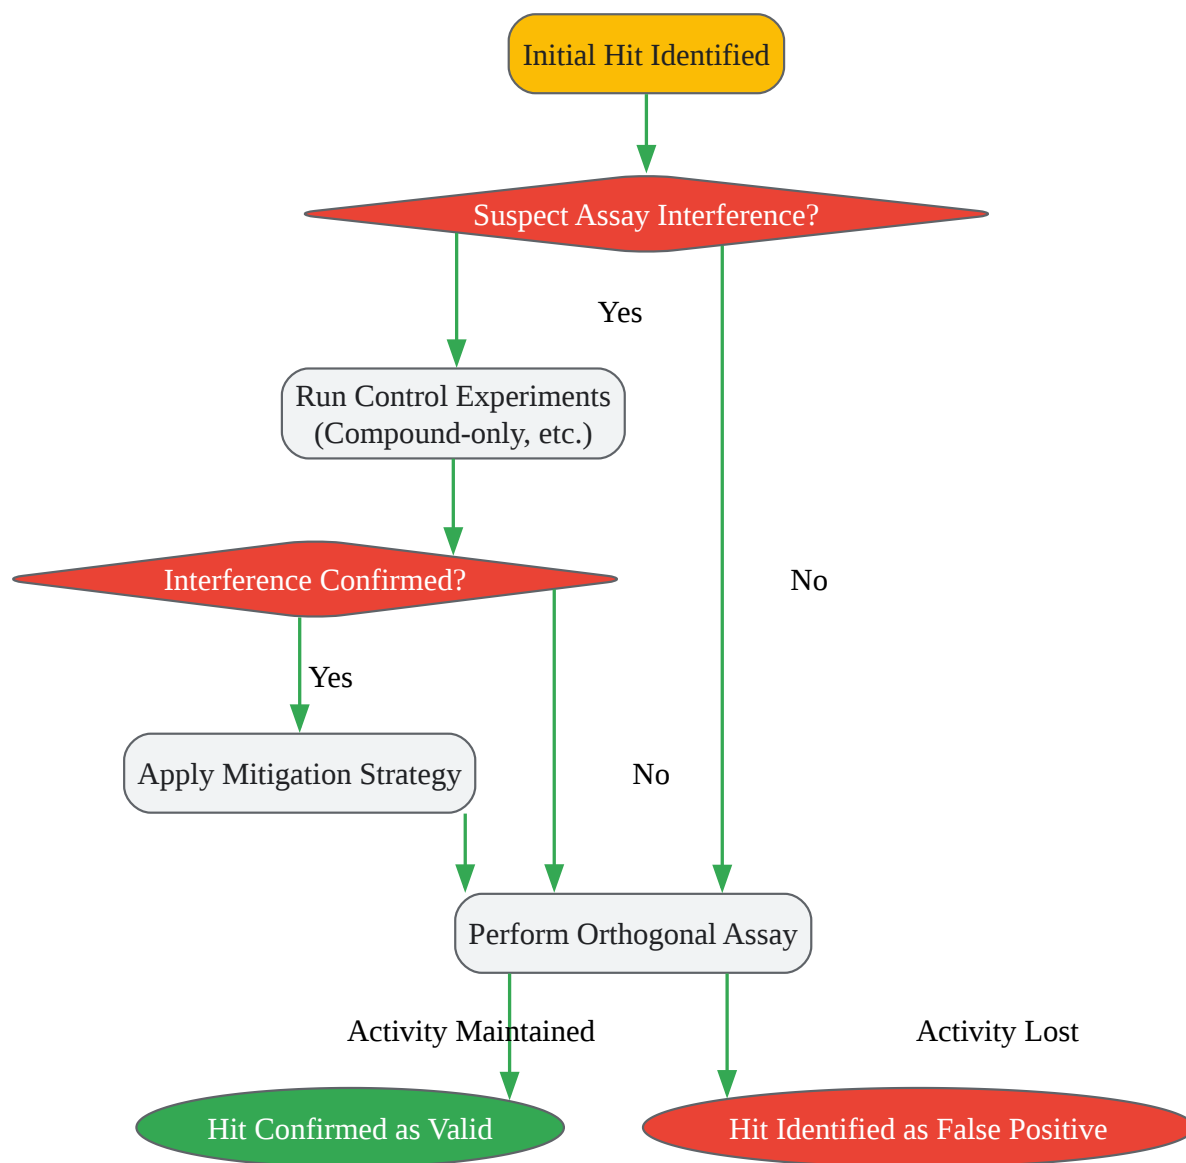 Initial Hit Identified
Suspect Assay Interference?
Yes
Run Control Experiments
(Compound-only, etc.)
Interference Confirmed?
No
Yes
Apply Mitigation Strategy
No
Perform Orthogonal Assay
Activity Maintained
Activity Lost
Hit Confirmed as Valid
Hit Identified as False Positive